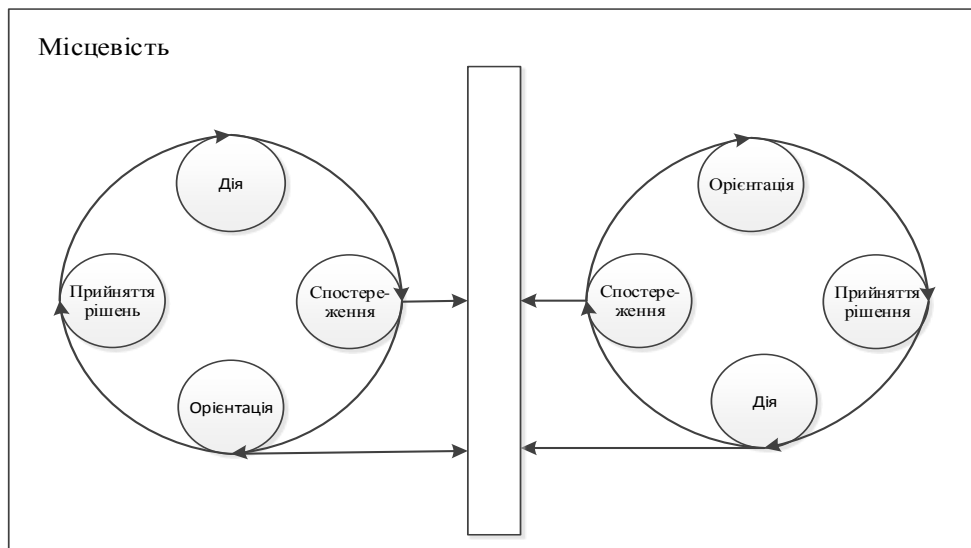 Місцевість
Дія
Прийняття
рішень
Спостере-
ження
Орієнтація
Орієнтація
Спостере-
ження
Прийняття
рішення
Дія